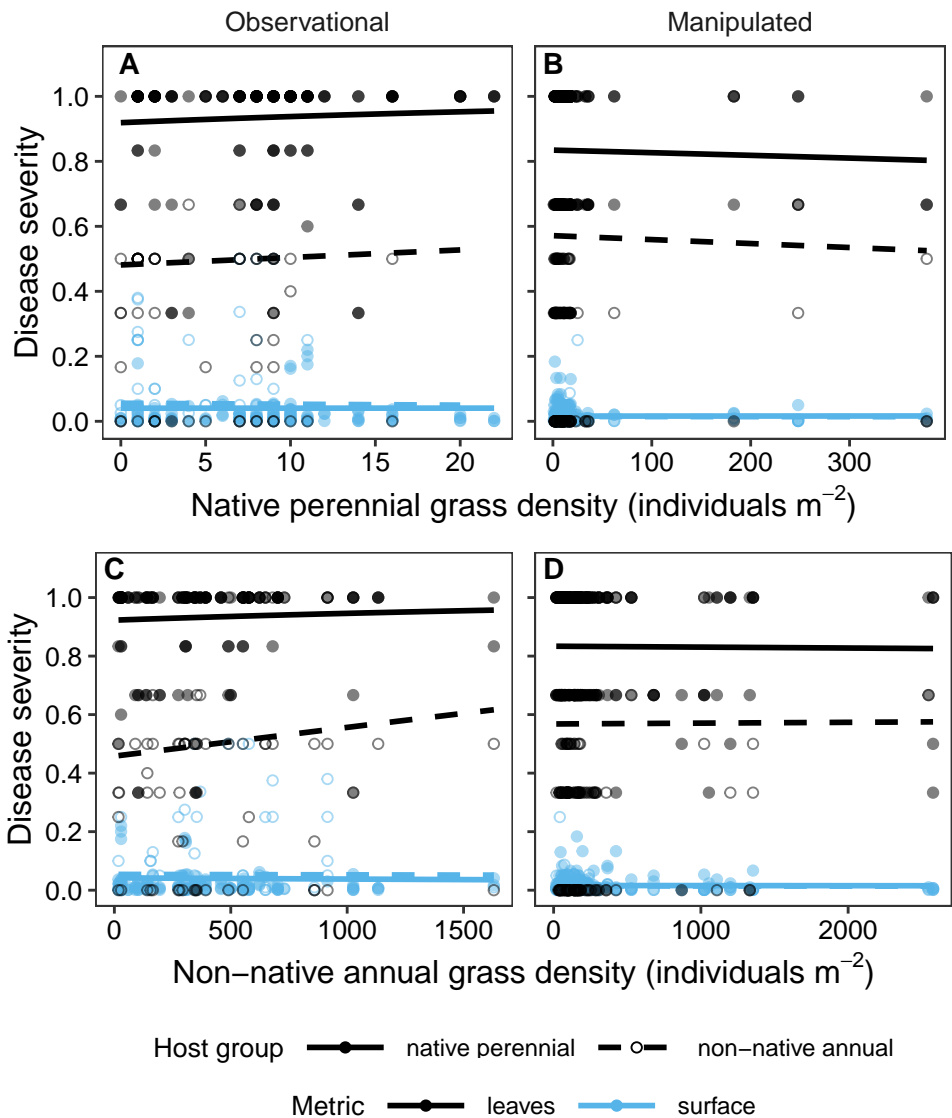 Observational Manipulated
A B
Disease severity
1.0
0.8
0.6
0.4
0.2
0.0
0 5 10 15 20 0 100 200 300
Native perennial grass density (individuals m⁻²)
C D
Disease severity
1.0
0.8
0.6
0.4
0.2
0.0
0 500 1000 1500 0 1000 2000
Non−native annual grass density (individuals m⁻²)
Host group native perennial non−native annual
Metric leaves surface